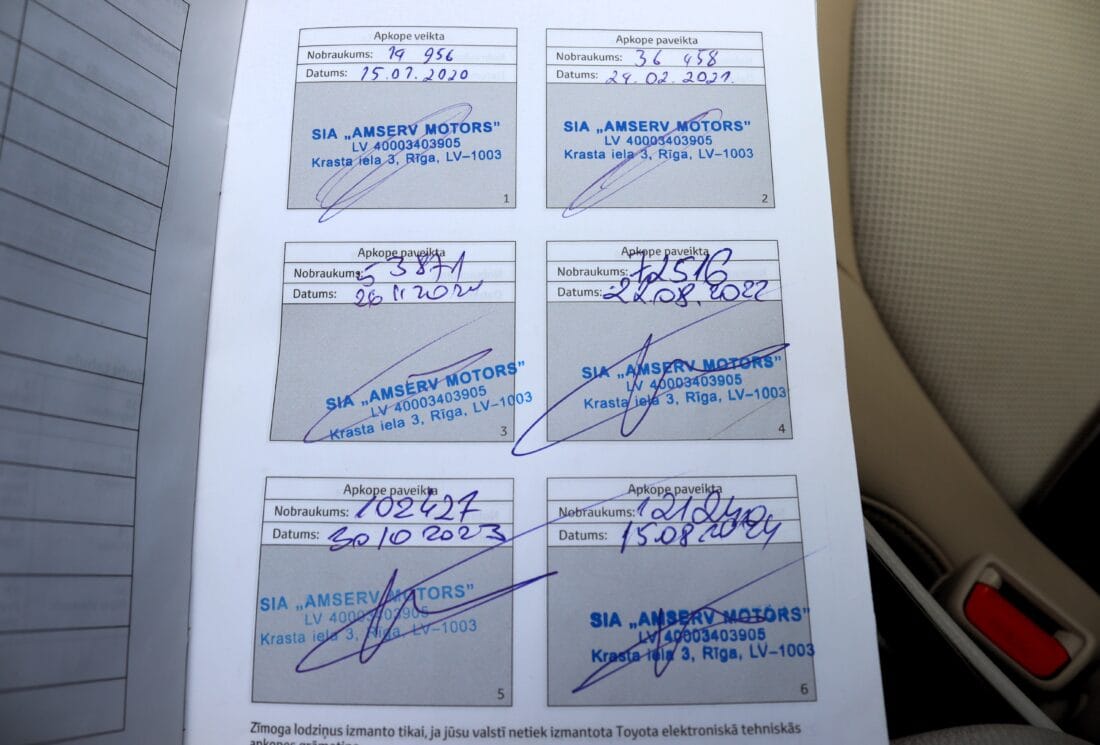 Apkope veikta
Nobraukums: 19 956
Datums: 15.07.2020
SIA „AMSERV MOTORS”
LV 40003403905
Krasta iela 3, Rīga, LV-1003
1
Apkope paveikta
Nobraukums: 36 458
Datums: 24.02.2021.
SIA „AMSERV MOTORS”
LV 40003403905
Krasta iela 3, Rīga, LV-1003
2
Apkope paveikta
Nobraukums: 53871
Datums: 26 11 2021
SIA „AMSERV MOTORS”
LV 40003403905
Krasta iela 3, Rīga, LV-1003
3
Apkope paveikta
Nobraukums: 72516
Datums: 22.08.2022
SIA „AMSERV MOTORS”
LV 40003403905
Krasta iela 3, Rīga, LV-1003
4
Apkope paveikta
Nobraukums: 102427
Datums: 30 10 2023
SIA „AMSERV MOTORS”
LV 40003403905
Krasta iela 3, Rīga, LV-1003
5
Apkope paveikta
Nobraukums:
Datums: 15.08.2024
SIA „AMSERV MOTORS”
LV 40003403905
Krasta iela 3, Rīga, LV-1003
6
Zīmoga lodziņus izmanto tikai, ja jūsu valstī netiek izmantota Toyota elektroniskā tehniskās